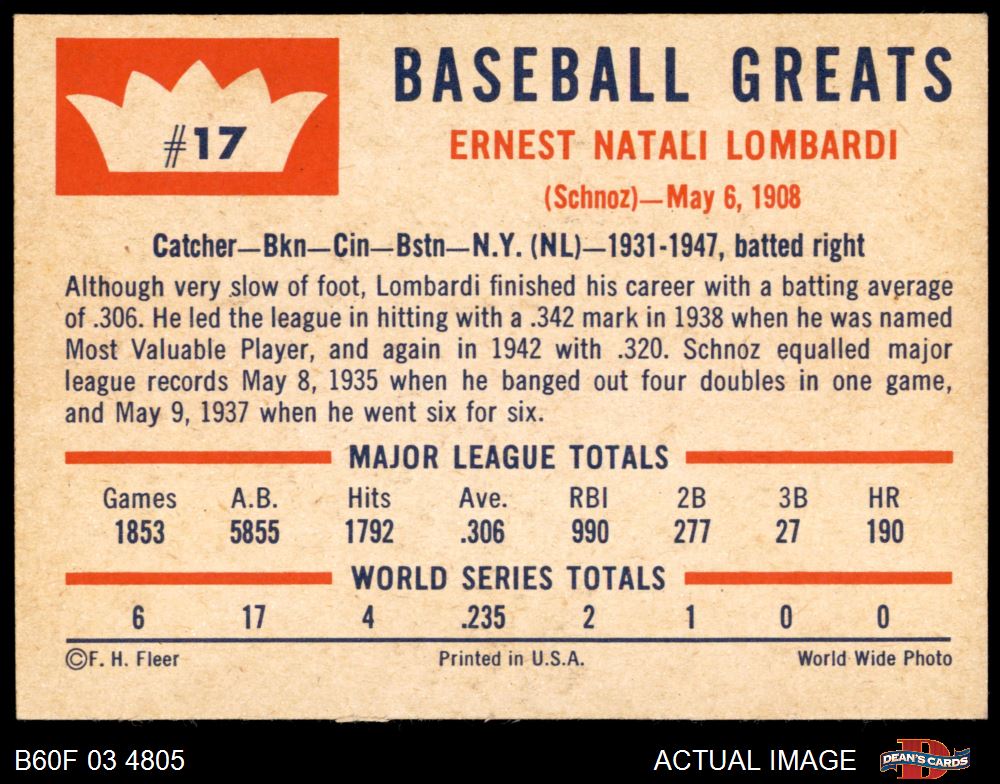 #17
BASEBALL GREATS
ERNEST NATALI LOMBARDI
(Schnoz)—May 6, 1908
Catcher—Bkn—Cin—Bstn—N.Y. (NL)—1931-1947, batted right
Although very slow of foot, Lombardi finished his career with a batting average
of .306. He led the league in hitting with a .342 mark in 1938 when he was named
Most Valuable Player, and again in 1942 with .320. Schnoz equalled major
league records May 8, 1935 when he banged out four doubles in one game,
and May 9, 1937 when he went six for six.
MAJOR LEAGUE TOTALS
Games A.B. Hits Ave. RBI 2B 3B HR
1853 5855 1792 .306 990 277 27 190
WORLD SERIES TOTALS
6 17 4 .235 2 1 0 0
©F. H. Fleer Printed in U.S.A. World Wide Photo
B60F 03 4805 ACTUAL IMAGE DEAN'S CARDS